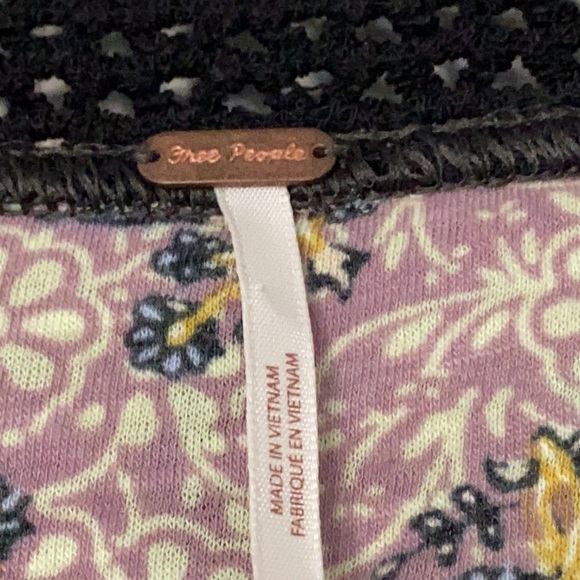 Free People
MADE IN VIETNAM
FABRIQUÉ EN VIETNAM